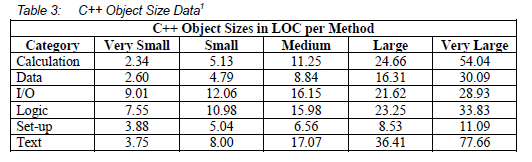 Table 3: C++ Object Size Data1
C++ Object Sizes in LOC per Method
Category Very Small Small Medium Large Very Large
Calculation 2.34 5.13 11.25 24.66 54.04
Data 2.60 4.79 8.84 16.31 30.09
I/O 9.01 12.06 16.15 21.62 28.93
Logic 7.55 10.98 15.98 23.25 33.83
Set-up 3.88 5.04 6.56 8.53 11.09
Text 3.75 8.00 17.07 36.41 77.66